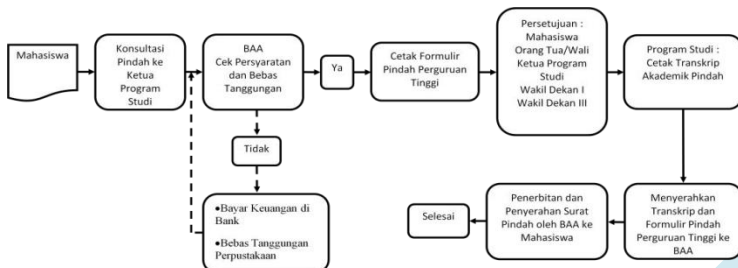 Mahasiswa
Konsultasi
Pindah ke
Ketua
Program
Studi
BAA
Cek Persyaratan
dan Bebas
Tanggungan
Ya
Cetak Formulir
Pindah Perguruan
Tinggi
Persetujuan :
Mahasiswa
Orang Tua/Wali
Ketua Program
Studi
Wakil Dekan I
Wakil Dekan III
Program Studi :
Cetak Transkrip
Akademik Pindah
Tidak
•Bayar Keuangan di
Bank
•Bebas Tanggungan
Perpustakaan
Menyerahkan
Transkrip dan
Formulir Pindah
Perguruan Tinggi ke
BAA
Penerbitan dan
Penyerahan Surat
Pindah oleh BAA ke
Mahasiswa
Selesai